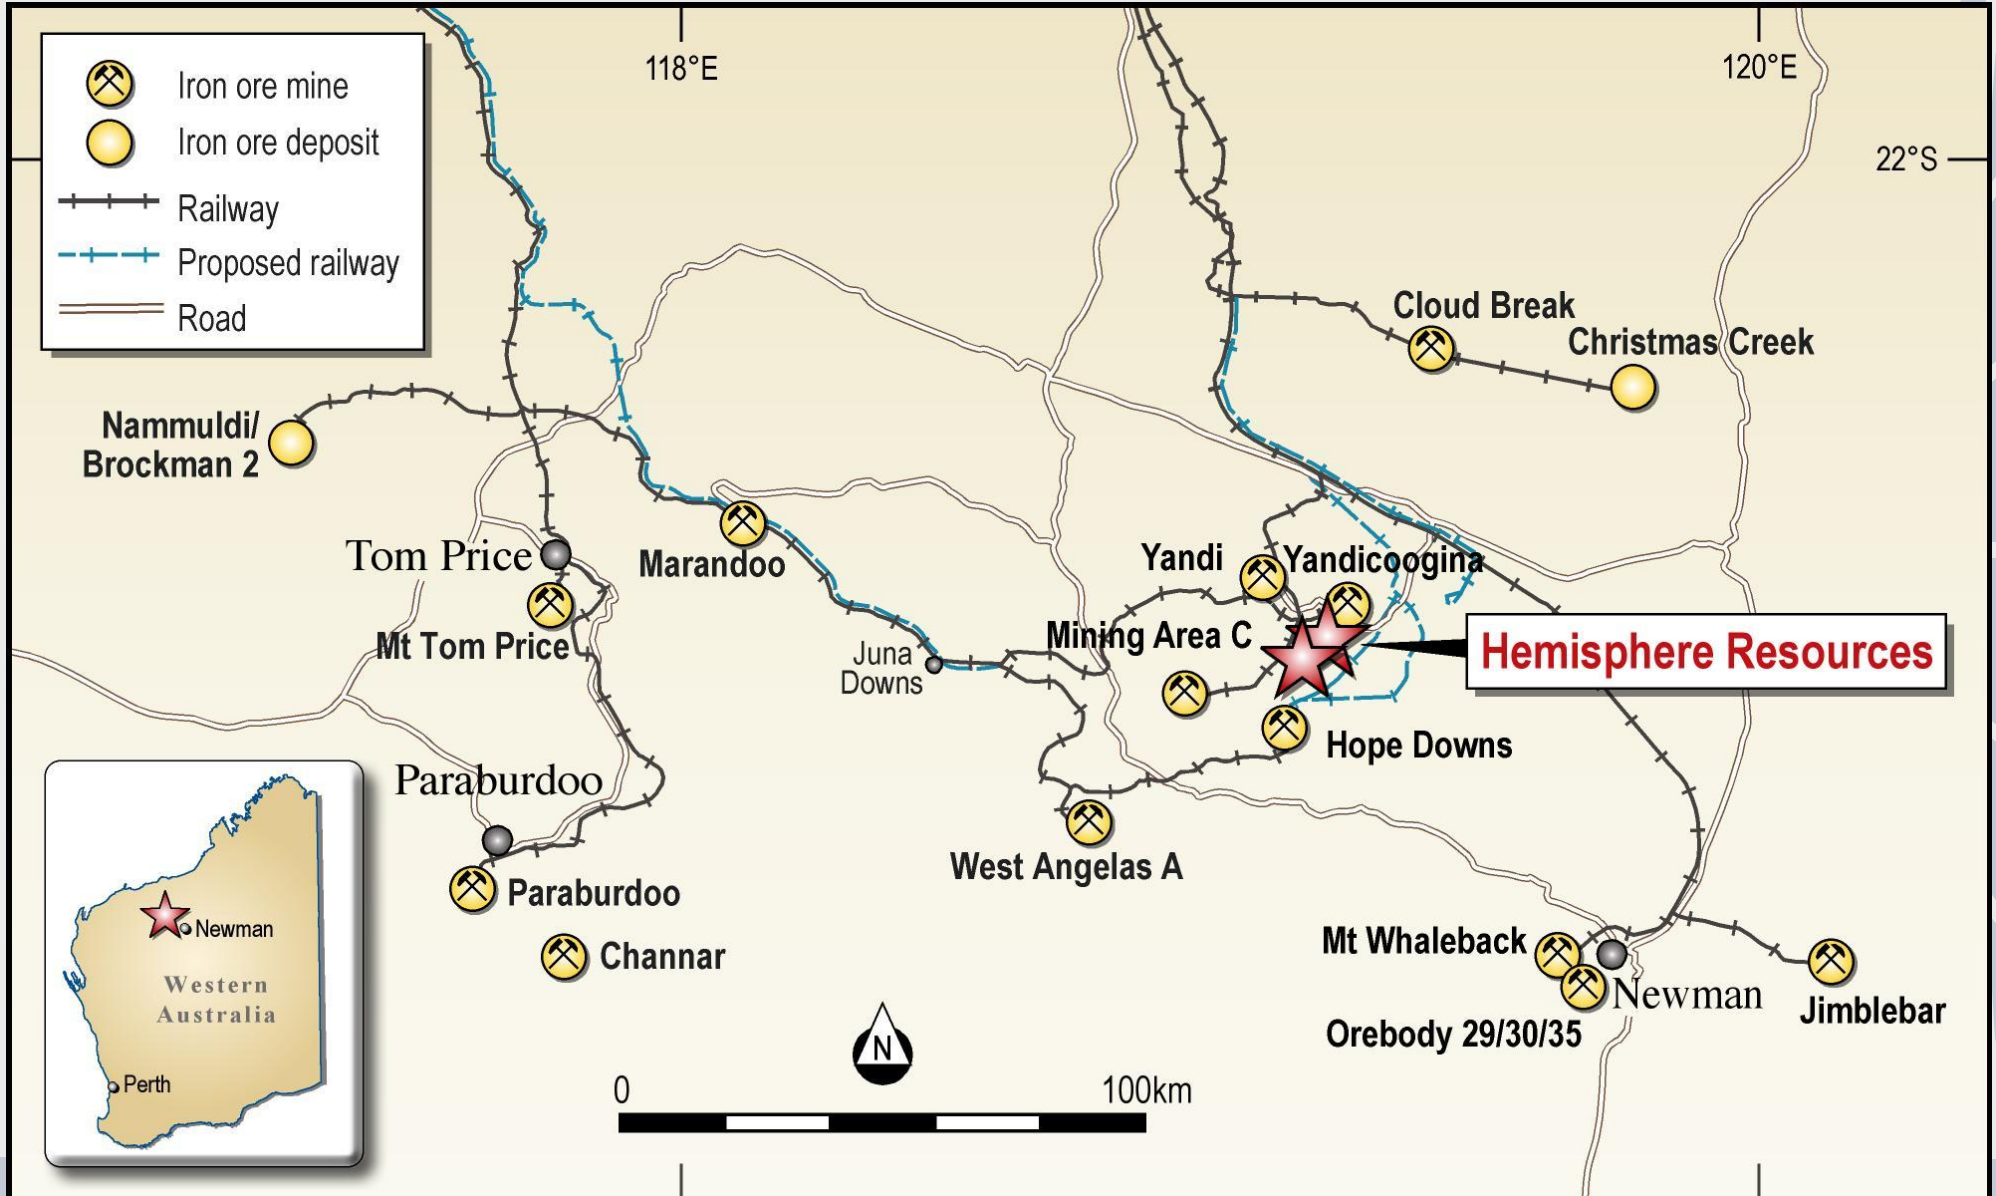 Iron ore mine
Iron ore deposit
Railway
Proposed railway
Road
118°E
120°E
22°S
Cloud Break
Christmas Creek
Nammuldi/
Brockman 2
Tom Price
Marandoo
Mt Tom Price
Yandi
Yandicoogina
Mining Area C
Juna
Downs
Hemisphere Resources
Hope Downs
Paraburdoo
West Angelas A
Paraburdoo
Channar
Mt Whaleback
Newman
Orebody 29/30/35
Jimblebar
N
0
100km
Newman
Western
Australia
Perth